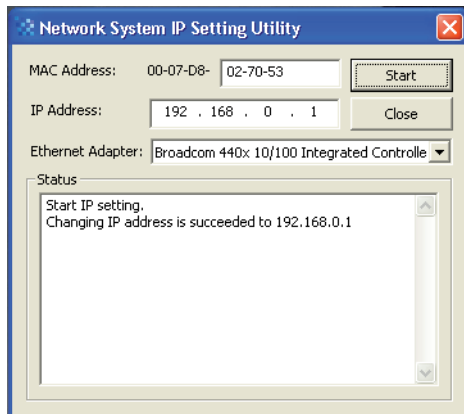 Network System IP Setting Utility
MAC Address: 00-07-D8- 02-70-53 Start
IP Address: 192 . 168 . 0 . 1 Close
Ethernet Adapter: Broadcom 440x 10/100 Integrated Controlle
Status
Start IP setting.
Changing IP address is succeeded to 192.168.0.1